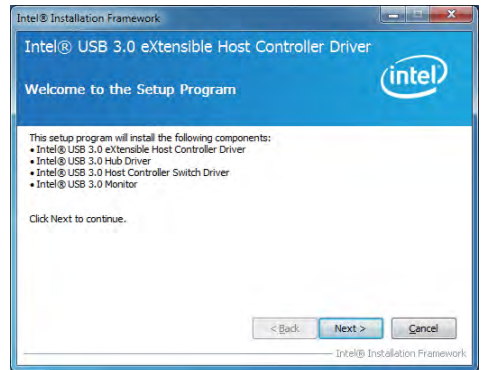 Intel® Installation Framework
Intel® USB 3.0 eXtensible Host Controller Driver
Welcome to the Setup Program
intel®
This setup program will install the following components:
• Intel® USB 3.0 eXtensible Host Controller Driver
• Intel® USB 3.0 Hub Driver
• Intel® USB 3.0 Host Controller Switch Driver
• Intel® USB 3.0 Monitor
Click Next to continue.
< Back Next > Cancel
Intel® Installation Framework